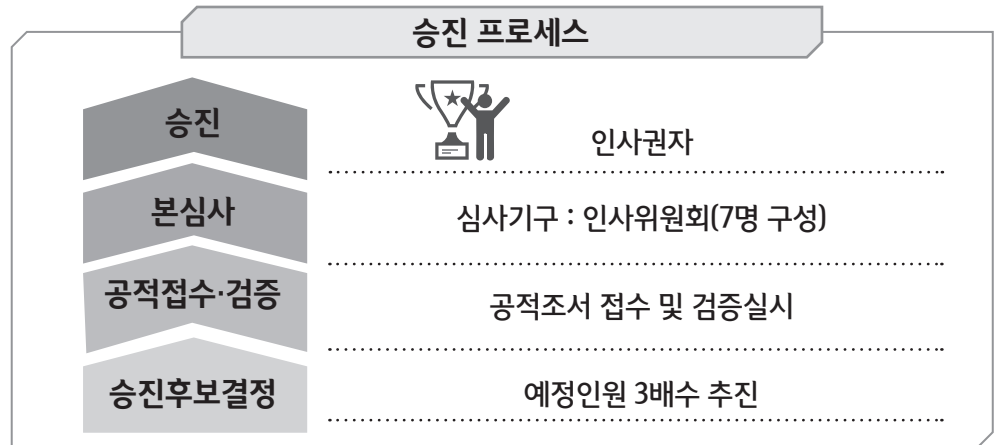 승진 프로세스
승진
인사권자
본심사
심사기구 : 인사위원회(7명 구성)
공적접수·검증
공적조서 접수 및 검증실시
승진후보결정
예정인원 3배수 추진